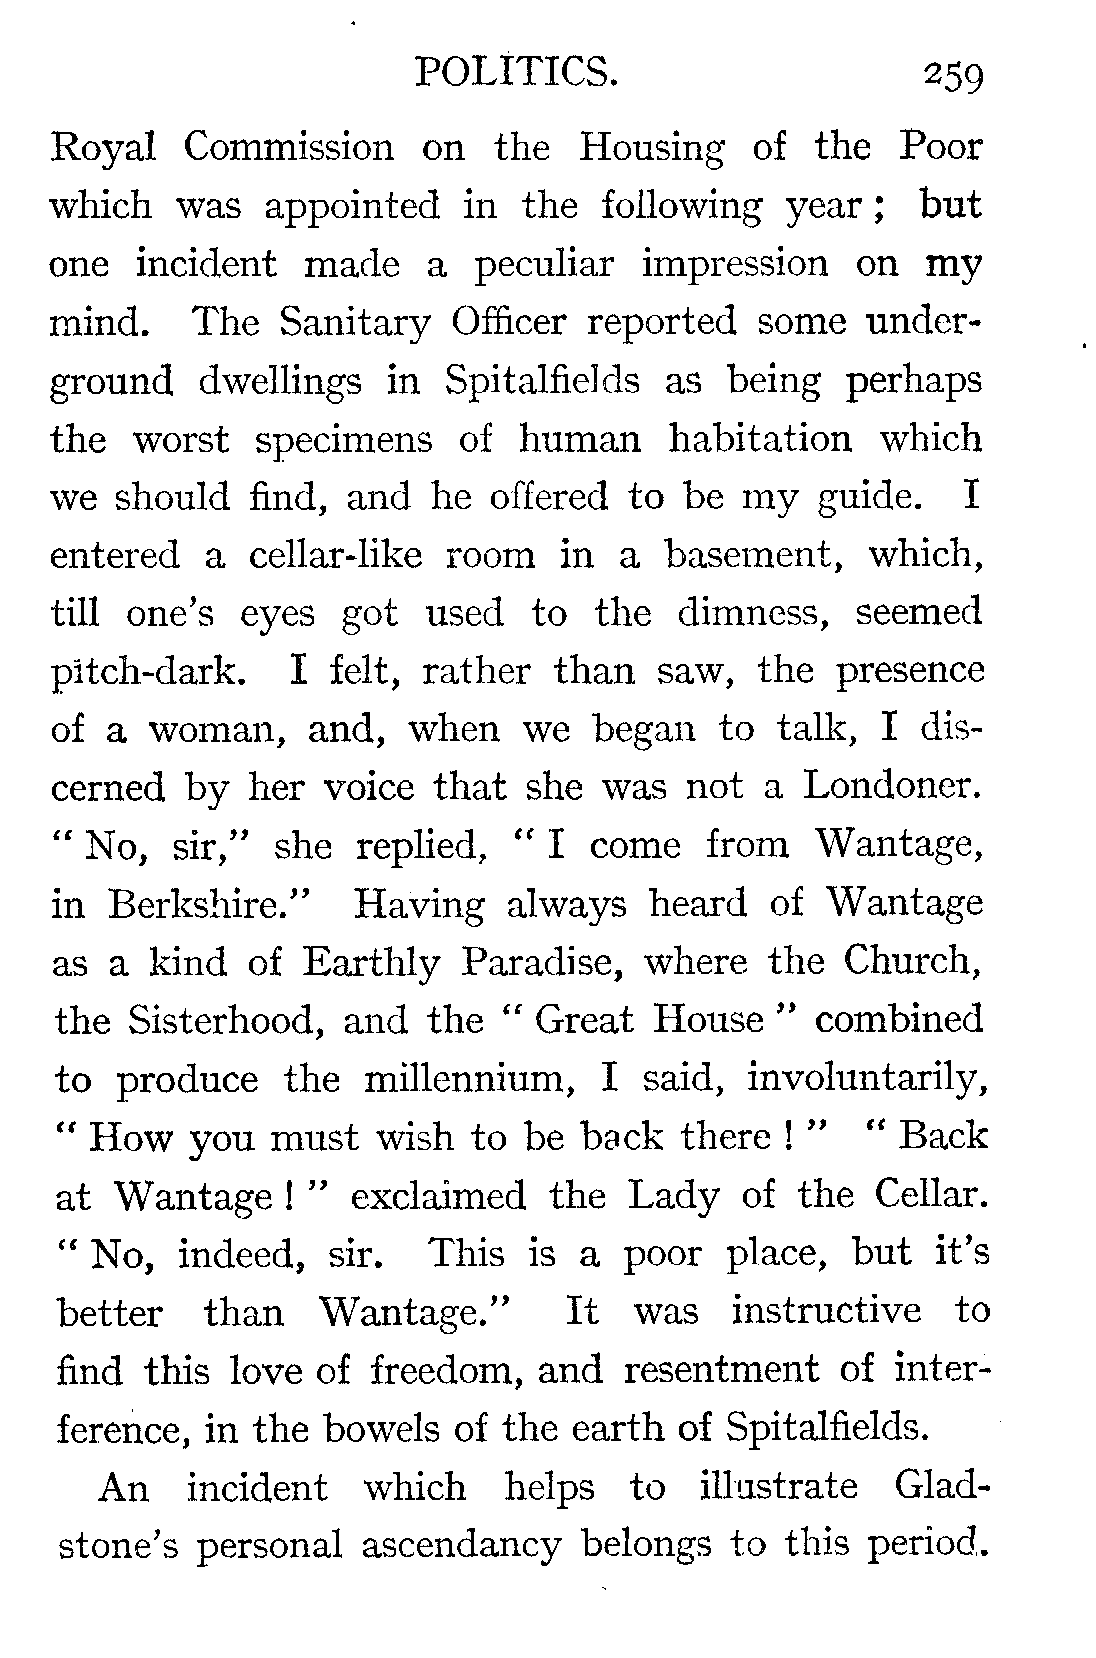 POLITICS. 259
Royal Commission on the Housing of the Poor
which was appointed in the following year ; but
one incident made a peculiar impression on my
mind. The Sanitary Officer reported some under-
ground dwellings in Spitalfields as being perhaps
the worst specimens of human habitation which
we should find, and he offered to be my guide. I
entered a cellar-like room in a basement, which,
till one's eyes got used to the dimness, seemed
pitch-dark. I felt, rather than saw, the presence
of a woman, and, when we began to talk, I dis-
cerned by her voice that she was not a Londoner.
" No, sir," she replied, " I come from Wantage,
in Berkshire." Having always heard of Wantage
as a kind of Earthly Paradise, where the Church,
the Sisterhood, and the " Great House " combined
to produce the millennium, I said, involuntarily,
" How you must wish to be back there ! " " Back
at Wantage ! " exclaimed the Lady of the Cellar.
" No, indeed, sir. This is a poor place, but it's
better than Wantage." It was instructive to
find this love of freedom, and resentment of inter-
ference, in the bowels of the earth of Spitalfields.
An incident which helps to illustrate Glad-
stone's personal ascendancy belongs to this period.